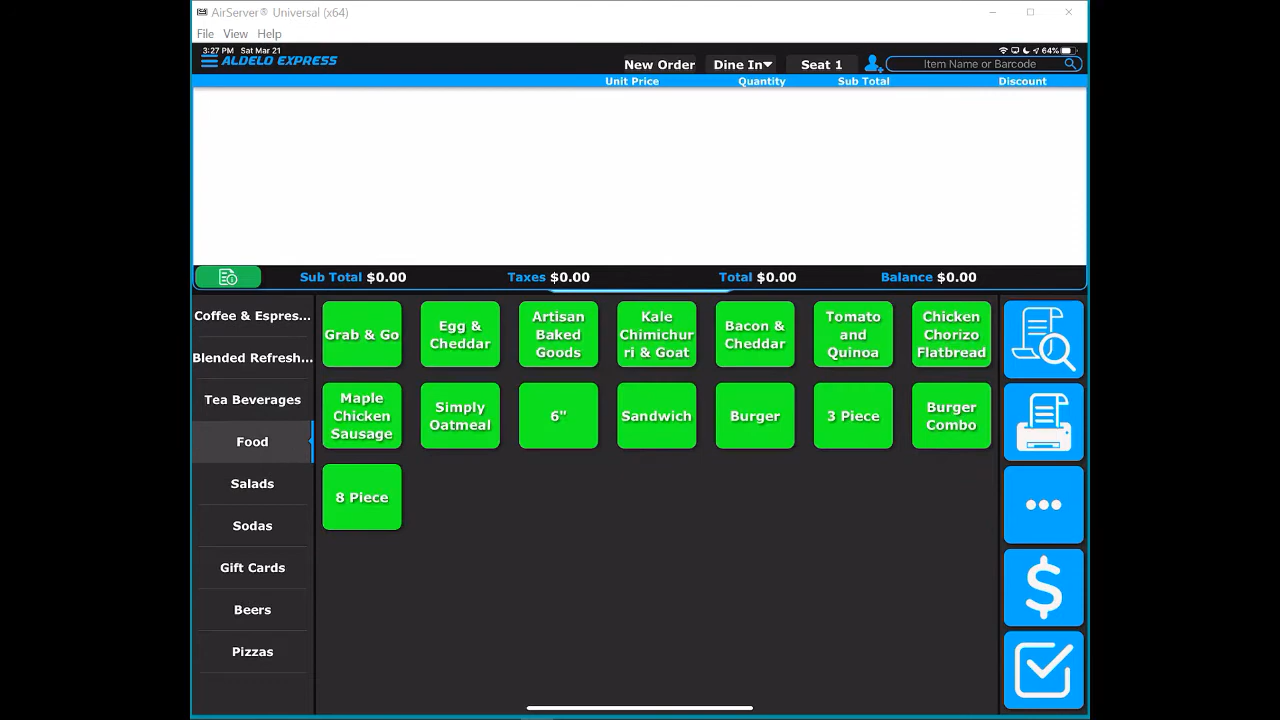 AirServer® Universal (x64)
File View Help
3:27 PM Sat Mar 21
64%
ALDELO EXPRESS
New Order
Dine In
Seat 1
Item Name or Barcode
Unit Price Quantity Sub Total Discount
Sub Total $0.00 Taxes $0.00 Total $0.00 Balance $0.00
Coffee & Espres...
Blended Refresh...
Tea Beverages
Food
Salads
Sodas
Gift Cards
Beers
Pizzas
Grab & Go
Egg &
Cheddar
Artisan
Baked
Goods
Kale
Chimichur
ri & Goat
Bacon &
Cheddar
Tomato
and
Quinoa
Chicken
Chorizo
Flatbread
Maple
Chicken
Sausage
Simply
Oatmeal
6"
Sandwich
Burger
3 Piece
Burger
Combo
8 Piece
$